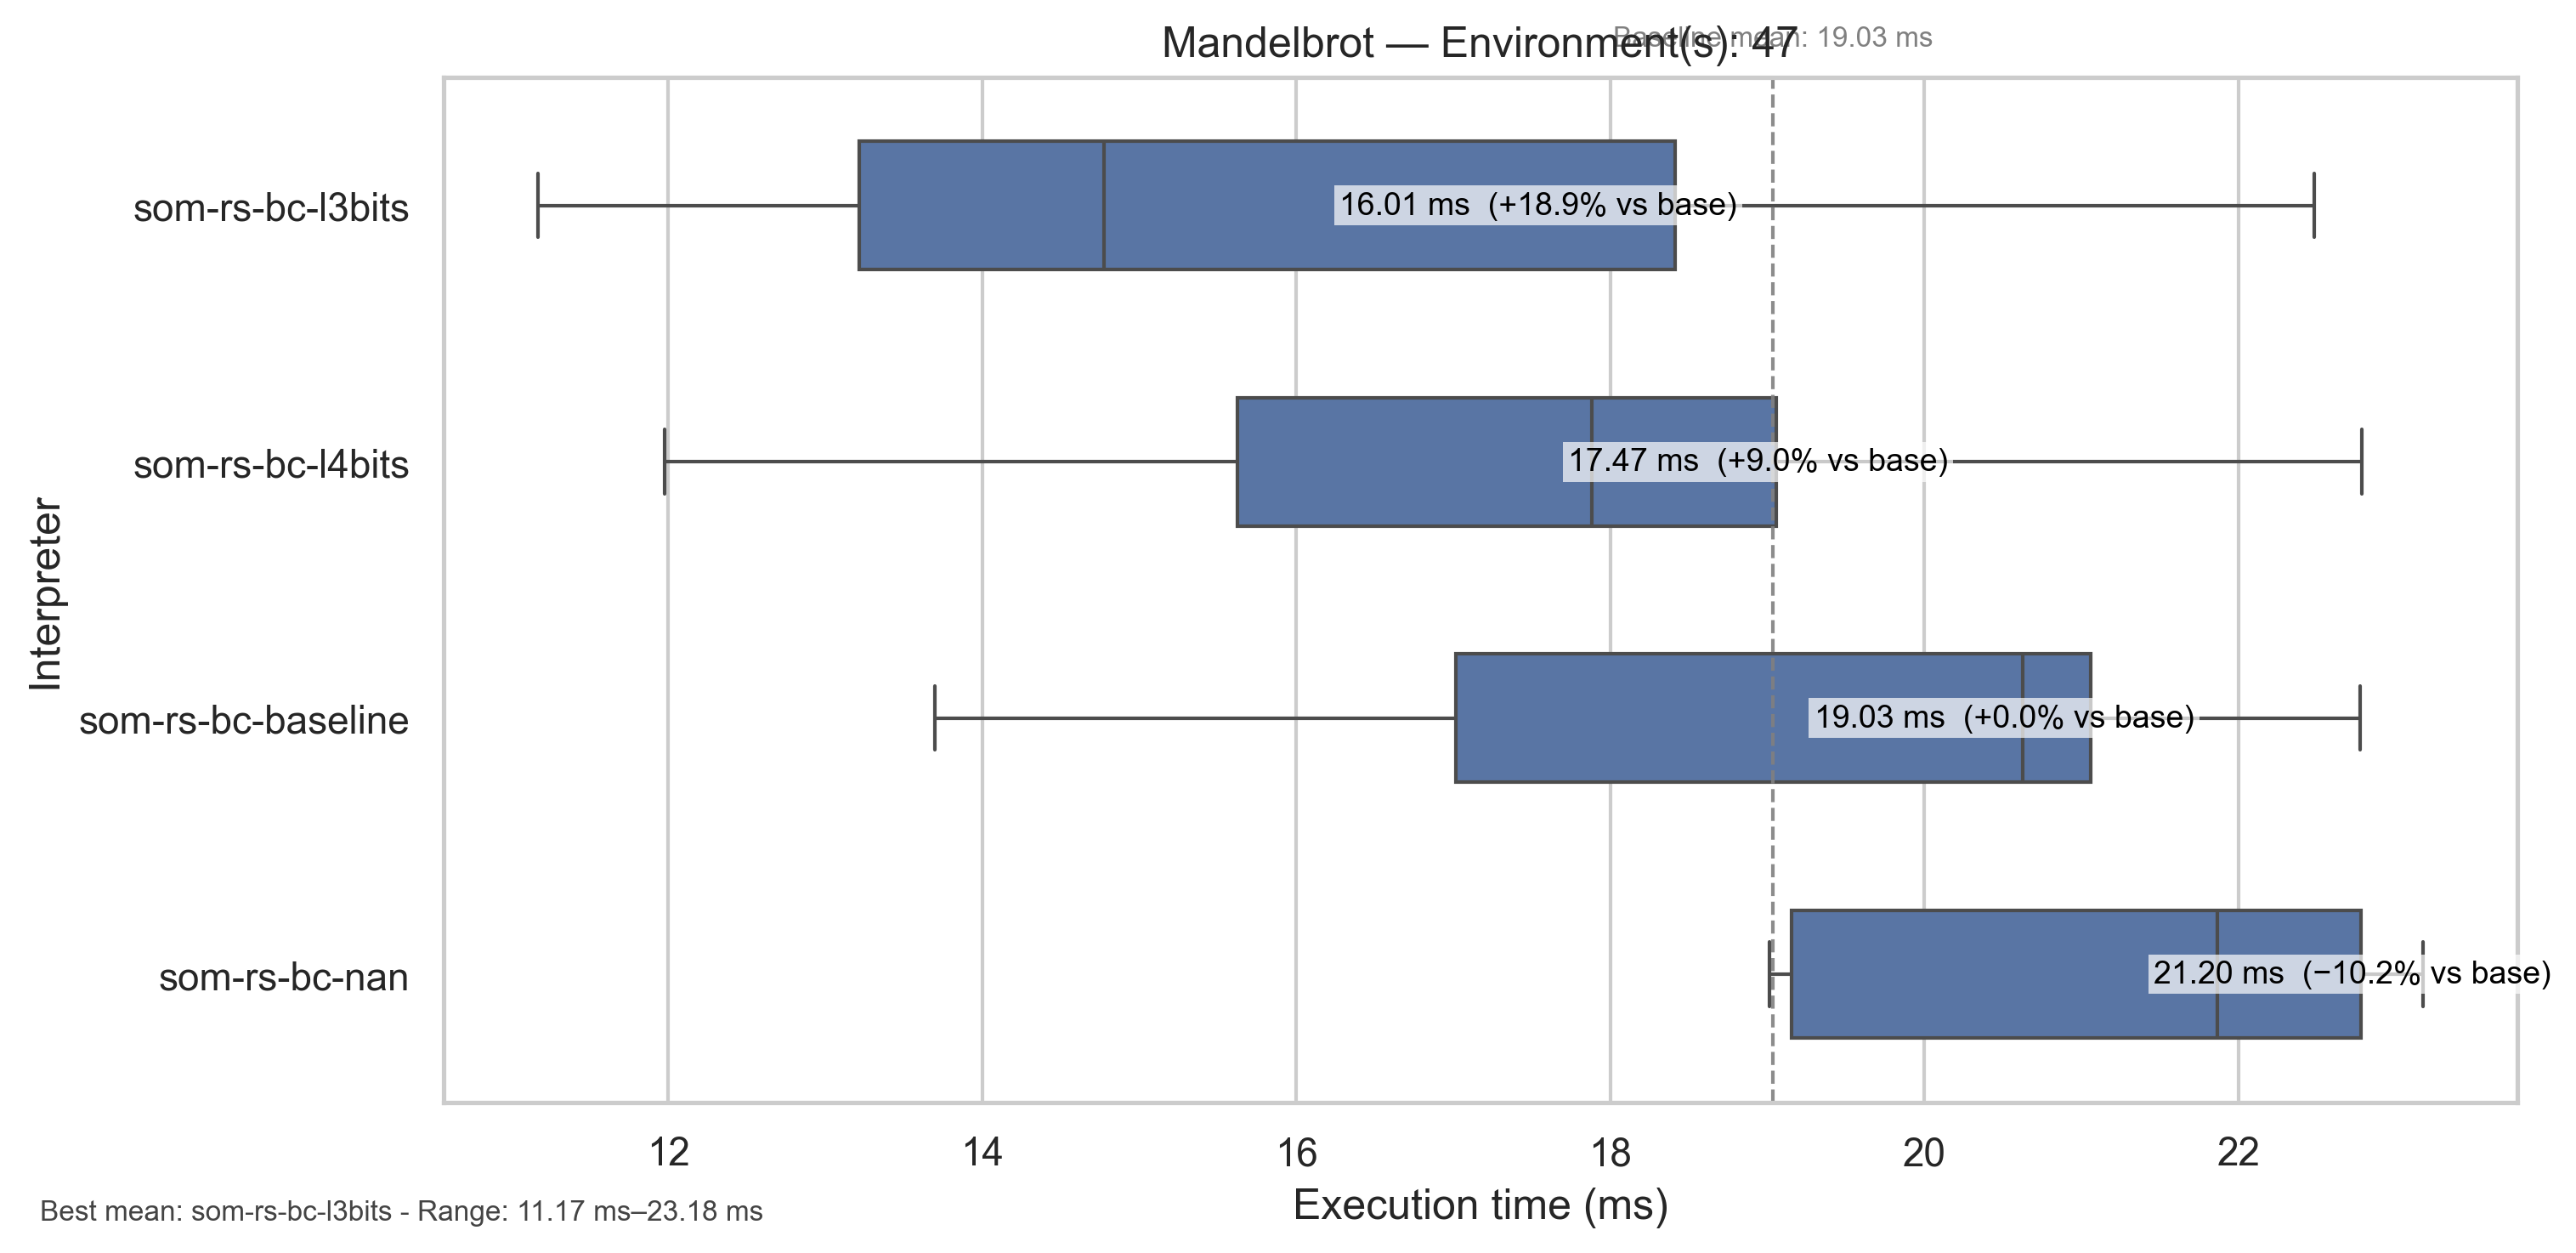 Mandelbrot — Environment(s): 47
Baseline mean: 19.03 ms
Interpreter
som-rs-bc-l3bits
16.01 ms (+18.9% vs base)
som-rs-bc-l4bits
17.47 ms (+9.0% vs base)
som-rs-bc-baseline
19.03 ms (+0.0% vs base)
som-rs-bc-nan
21.20 ms (−10.2% vs base)
12 14 16 18 20 22
Execution time (ms)
Best mean: som-rs-bc-l3bits - Range: 11.17 ms–23.18 ms